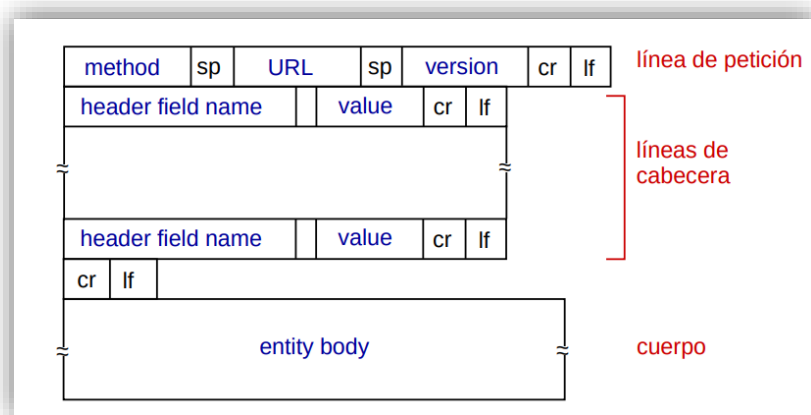 method sp URL sp version cr lf línea de petición
header field name value cr lf
líneas de
cabecera
header field name value cr lf
cr lf
entity body cuerpo